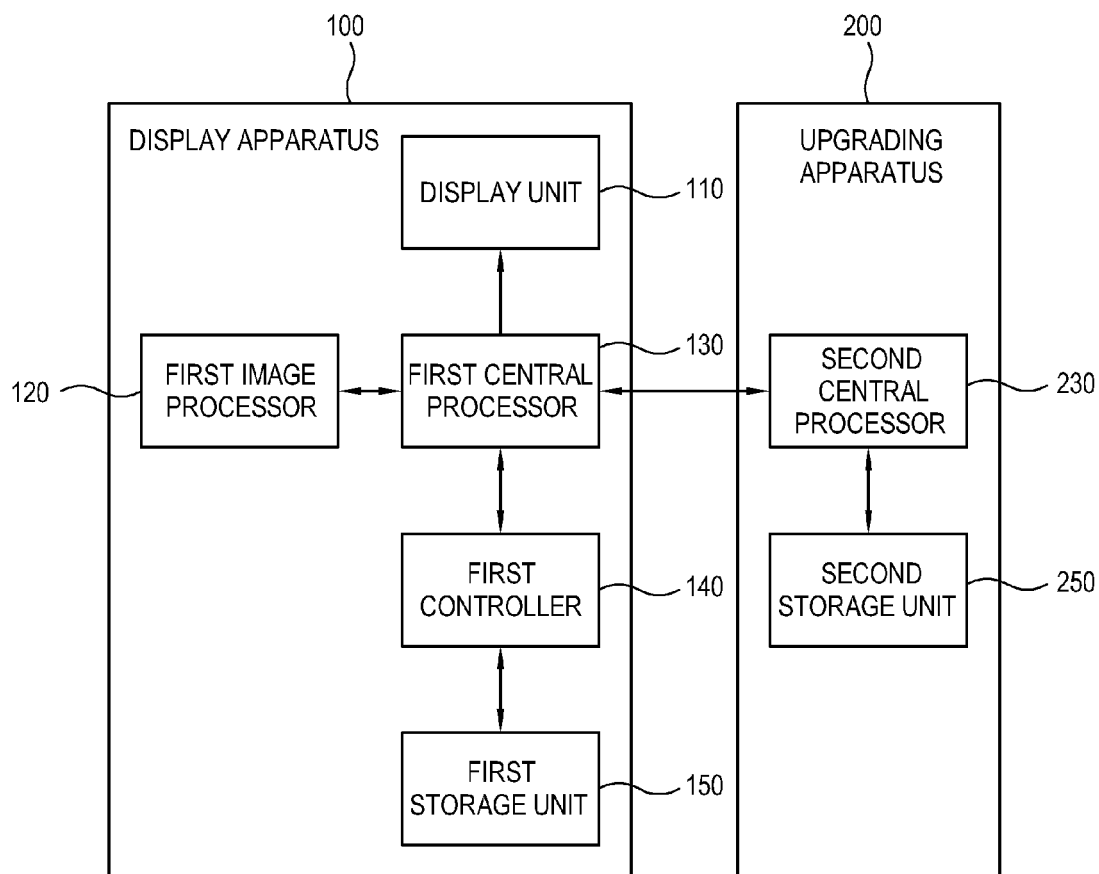 100
200
DISPLAY APPARATUS
UPGRADING
APPARATUS
DISPLAY UNIT
110
120
FIRST IMAGE
PROCESSOR
130
FIRST CENTRAL
PROCESSOR
SECOND
CENTRAL
PROCESSOR
230
FIRST
CONTROLLER
140
SECOND
STORAGE UNIT
250
FIRST
STORAGE UNIT
150